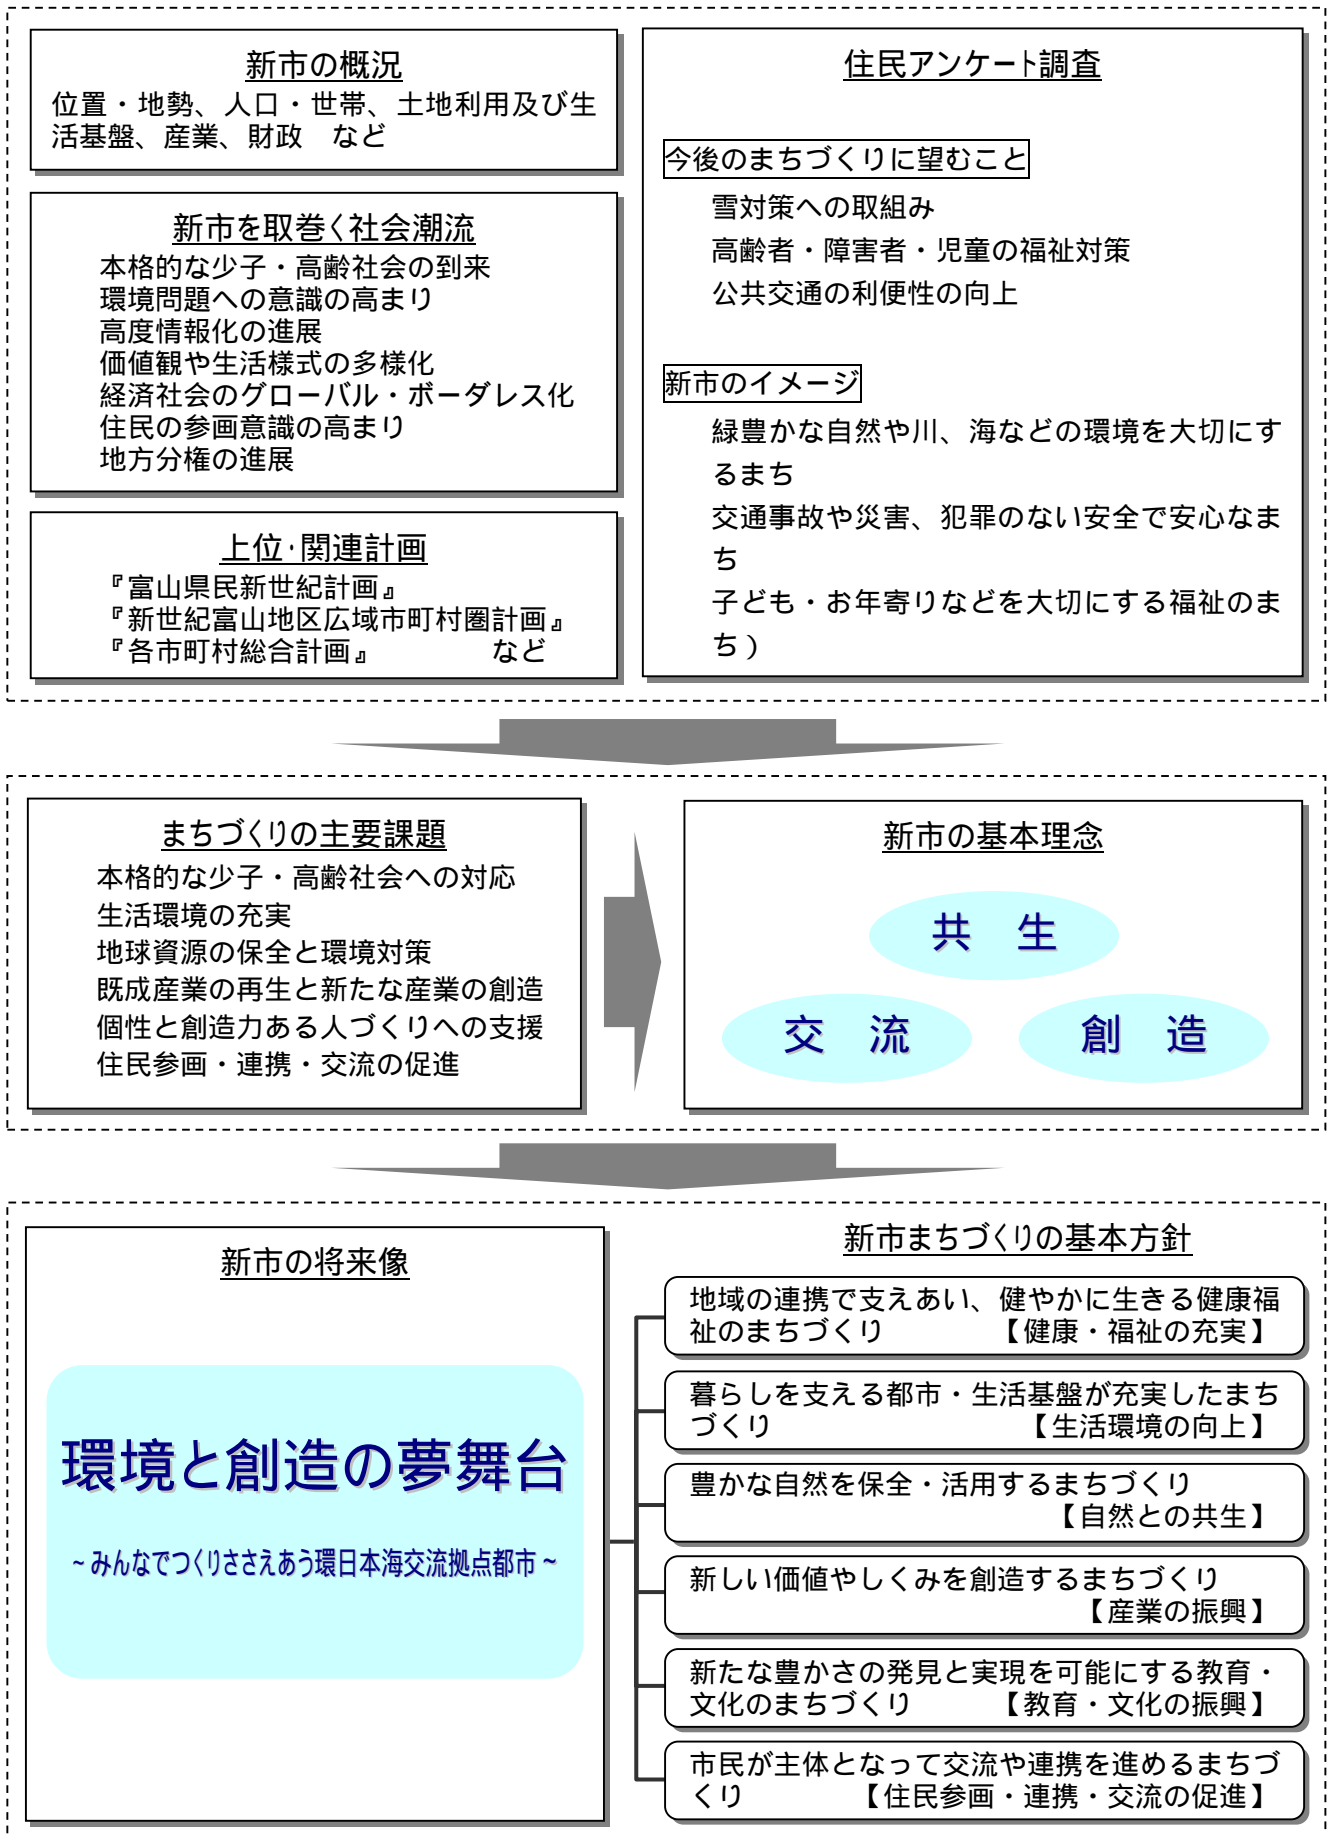 新市の概況
位置・地勢、人口・世帯、土地利用及び生
活基盤、産業、財政　など
新市を取巻く社会潮流
本格的な少子・高齢社会の到来
環境問題への意識の高まり
高度情報化の進展
価値観や生活様式の多様化
経済社会のグローバル・ボーダレス化
住民の参画意識の高まり
地方分権の進展
上位・関連計画
『富山県民新世紀計画』
『新世紀富山地区広域市町村圏計画』
『各市町村総合計画』　　　　など
住民アンケート調査
今後のまちづくりに望むこと
雪対策への取組み
高齢者・障害者・児童の福祉対策
公共交通の利便性の向上
新市のイメージ
緑豊かな自然や川、海などの環境を大切にす
るまち
交通事故や災害、犯罪のない安全で安心なま
ち
子ども・お年寄りなどを大切にする福祉のま
ち）
まちづくりの主要課題
本格的な少子・高齢社会への対応
生活環境の充実
地球資源の保全と環境対策
既成産業の再生と新たな産業の創造
個性と創造力ある人づくりへの支援
住民参画・連携・交流の促進
新市の基本理念
共　生
交　流
創　造
新市の将来像
環境と創造の夢舞台
~みんなでつくりささえあう環日本海交流拠点都市~
新市まちづくりの基本方針
地域の連携で支えあい、健やかに生きる健康福
祉のまちづくり　　　　【健康・福祉の充実】
暮らしを支える都市・生活基盤が充実したまち
づくり　　　　　　　　　【生活環境の向上】
豊かな自然を保全・活用するまちづくり
【自然との共生】
新しい価値やしくみを創造するまちづくり
【産業の振興】
新たな豊かさの発見と実現を可能にする教育・
文化のまちづくり　　　【教育・文化の振興】
市民が主体となって交流や連携を進めるまちづ
くり　　　　【住民参画・連携・交流の促進】